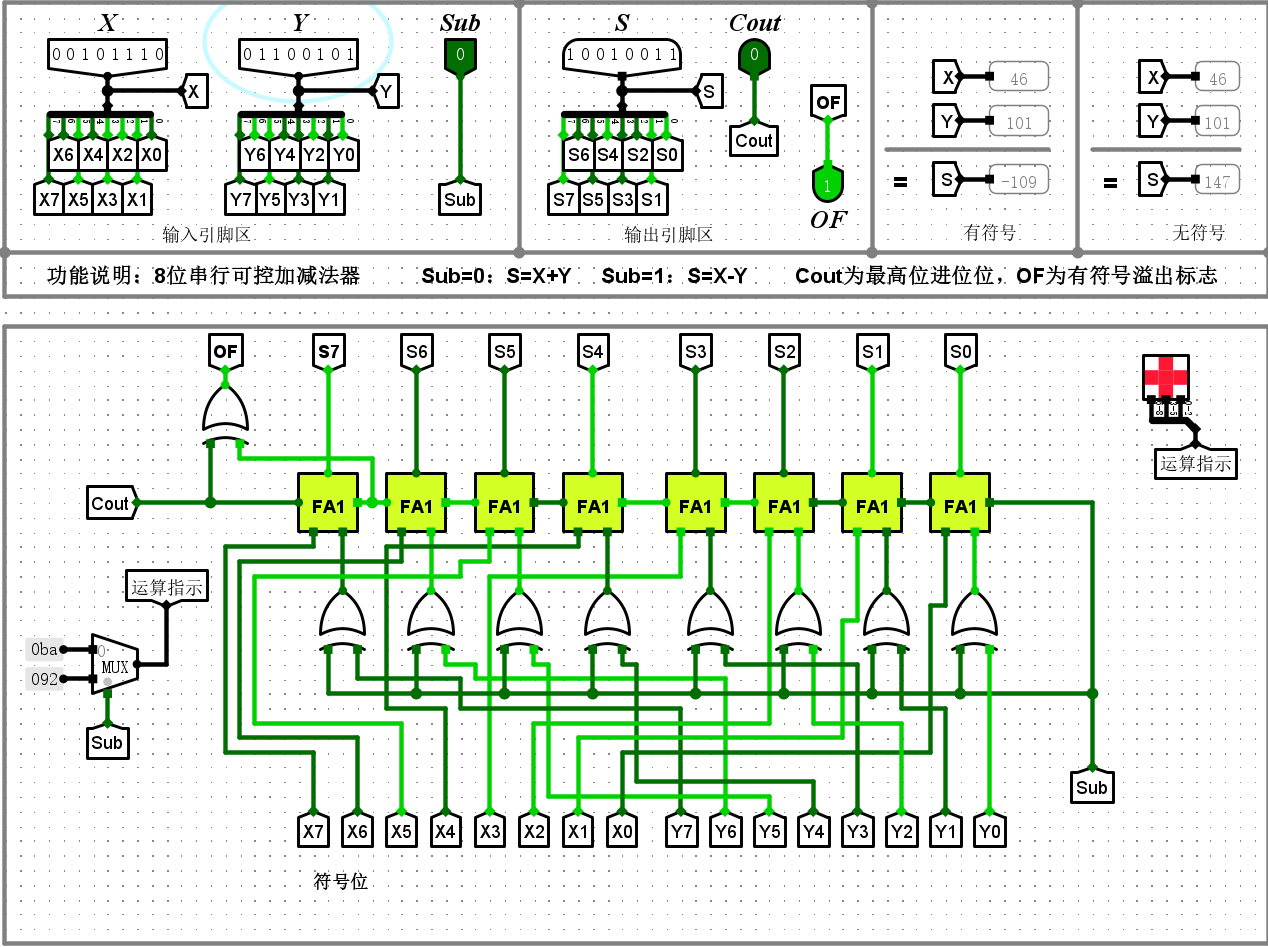 X Y Sub S Cout
00101110 01100101 0 10010011 0
OF
X 46 X 46
X Y S
Y 101 Y 101
X6 X4 X2 X0 Y6 Y4 Y2 Y0 S6 S4 S2 S0 Cout
= S -109 = S 147
1
X7 X5 X3 X1 Y7 Y5 Y3 Y1 Sub S7 S5 S3 S1
OF
输入引脚区 输出引脚区 有符号 无符号
功能说明：8位串行可控加减法器 Sub=0：S=X+Y Sub=1：S=X-Y Cout为最高位进位位，OF为有符号溢出标志
OF S7 S6 S5 S4 S3 S2 S1 S0
运算指示
Cout FA1 FA1 FA1 FA1 FA1 FA1 FA1 FA1
运算指示
0ba 0
MUX
092
Sub
Sub
X7 X6 X5 X4 X3 X2 X1 X0 Y7 Y6 Y5 Y4 Y3 Y2 Y1 Y0
符号位